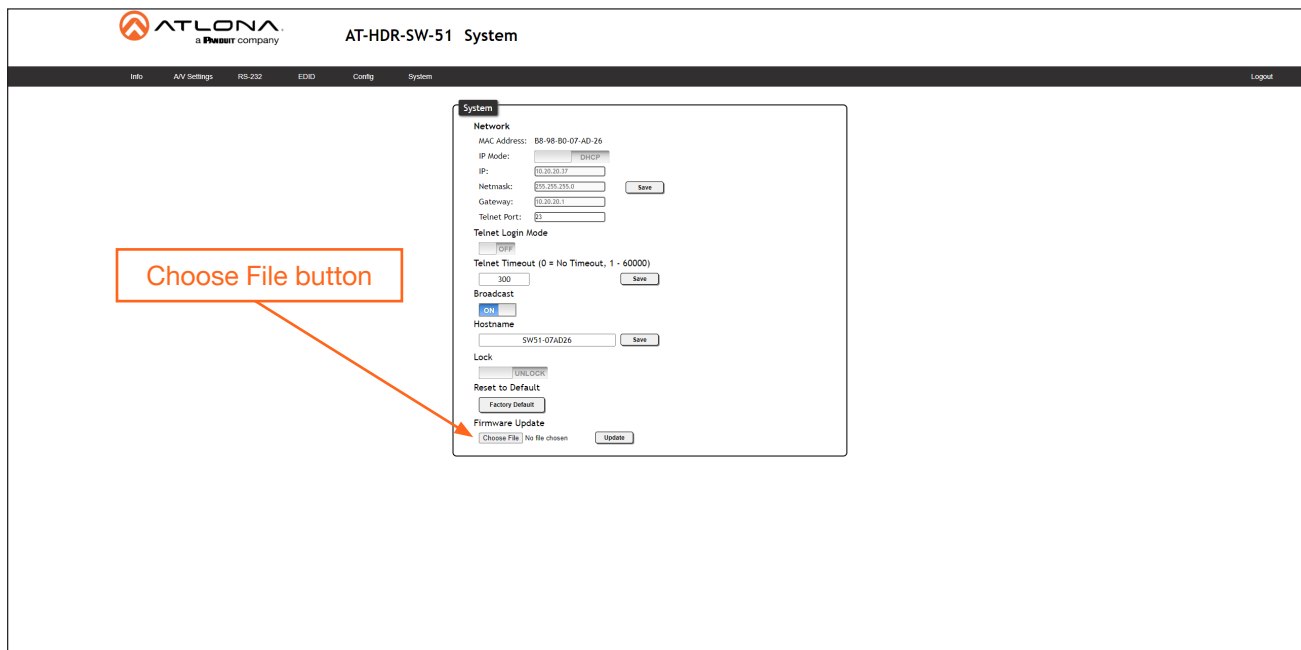 ATLONA.
a PANDUIT company
AT-HDR-SW-51 System
Info A/V Settings RS-232 EDID Config System Logout
System
Network
MAC Address: B8-98-B0-07-AD-26
IP Mode: DHCP
IP: 10.20.20.37
Netmask: 255.255.255.0 Save
Gateway: 10.20.20.1
Telnet Port: 23
Telnet Login Mode
OFF
Telnet Timeout (0 = No Timeout, 1 - 60000)
300 Save
Broadcast
ON
Hostname
SW51-07AD26 Save
Lock
UNLOCK
Reset to Default
Factory Default
Firmware Update
Choose File No file chosen Update
Choose File button